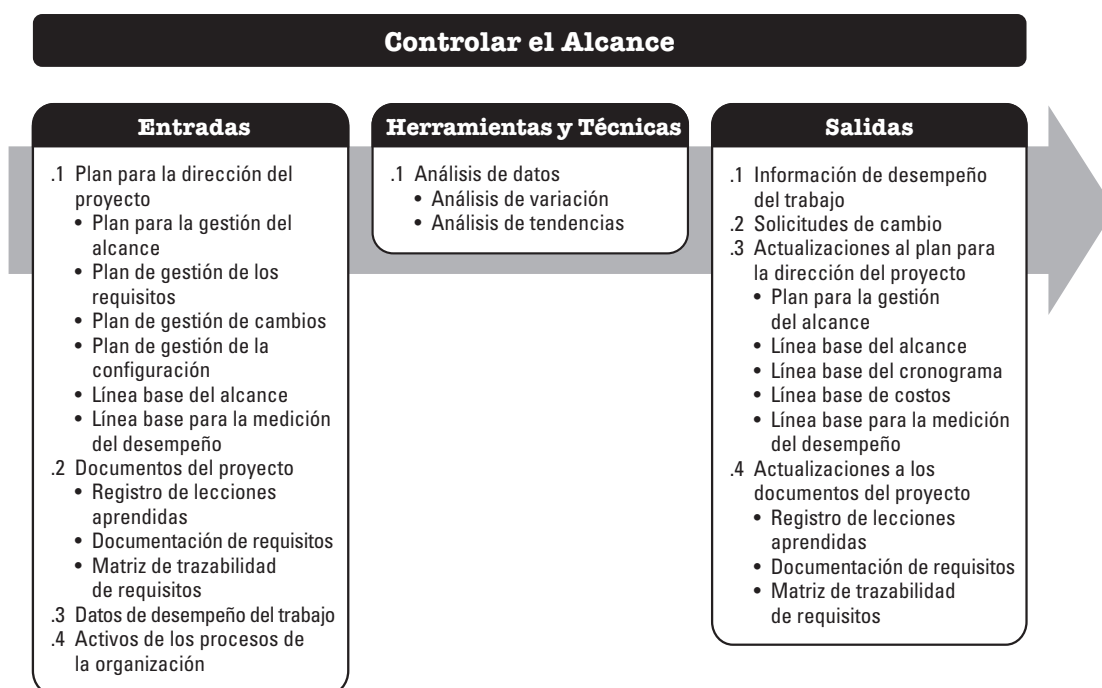 Controlar el Alcance
Entradas
.1 Plan para la dirección del
proyecto
• Plan para la gestión del
alcance
• Plan de gestión de los
requisitos
• Plan de gestión de cambios
• Plan de gestión de la
configuración
• Línea base del alcance
• Línea base para la medición
del desempeño
.2 Documentos del proyecto
• Registro de lecciones
aprendidas
• Documentación de requisitos
• Matriz de trazabilidad
de requisitos
.3 Datos de desempeño del trabajo
.4 Activos de los procesos de
la organización
Herramientas y Técnicas
.1 Análisis de datos
• Análisis de variación
• Análisis de tendencias
Salidas
.1 Información de desempeño
del trabajo
.2 Solicitudes de cambio
.3 Actualizaciones al plan para
la dirección del proyecto
• Plan para la gestión
del alcance
• Línea base del alcance
• Línea base del cronograma
• Línea base de costos
• Línea base para la medición
del desempeño
.4 Actualizaciones a los
documentos del proyecto
• Registro de lecciones
aprendidas
• Documentación de requisitos
• Matriz de trazabilidad
de requisitos